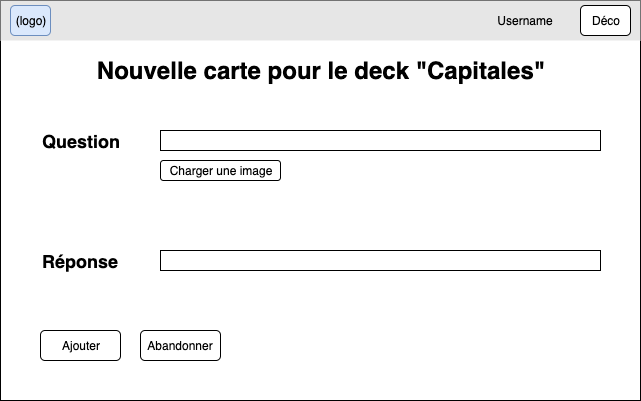 (logo) Username Déco
Nouvelle carte pour le deck "Capitales"
Question
Charger une image
Réponse
Ajouter Abandonner